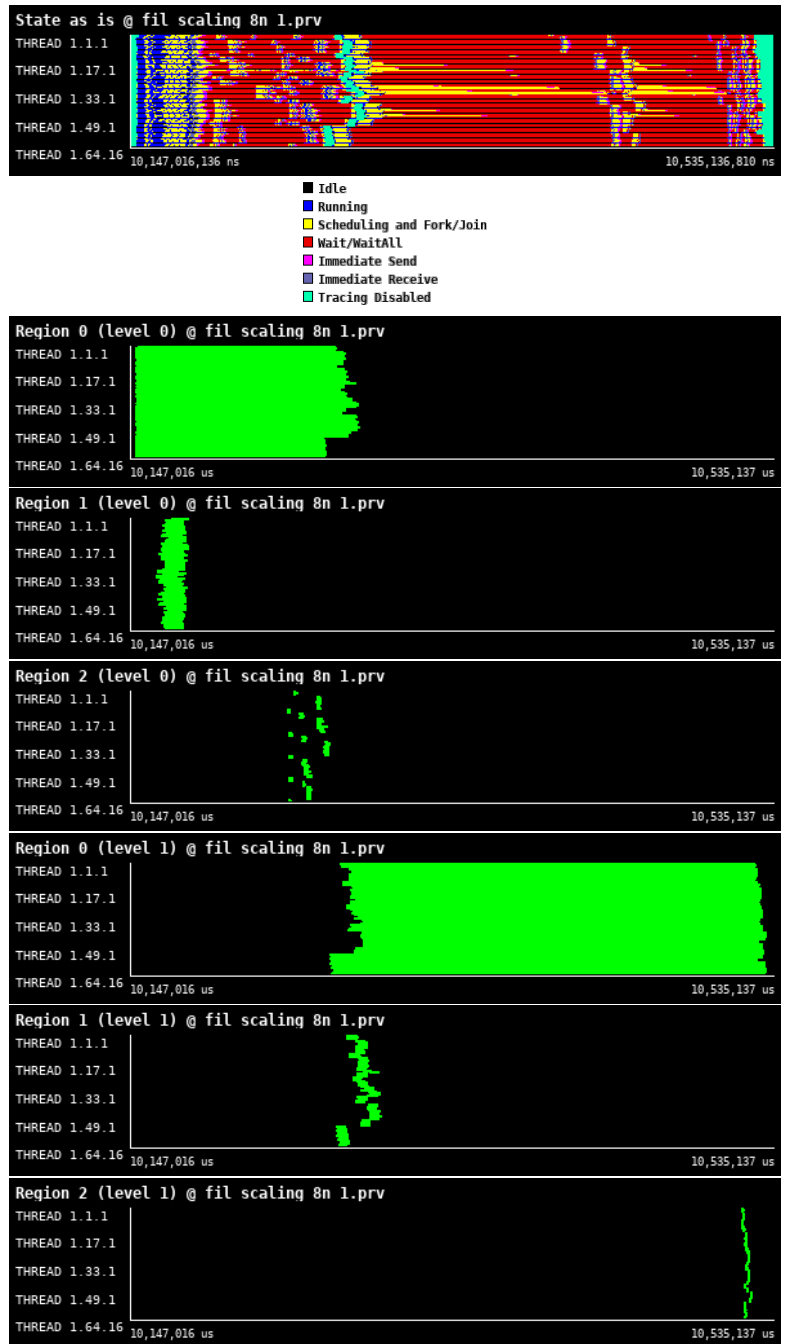 State as is @ fil scaling 8n 1.prv
THREAD 1.1.1
THREAD 1.17.1
THREAD 1.33.1
THREAD 1.49.1
THREAD 1.64.16
10,147,016,136 ns 10,535,136,810 ns
Idle
Running
Scheduling and Fork/Join
Wait/WaitAll
Immediate Send
Immediate Receive
Tracing Disabled
Region 0 (level 0) @ fil scaling 8n 1.prv
THREAD 1.1.1
THREAD 1.17.1
THREAD 1.33.1
THREAD 1.49.1
THREAD 1.64.16
10,147,016 us 10,535,137 us
Region 1 (level 0) @ fil scaling 8n 1.prv
THREAD 1.1.1
THREAD 1.17.1
THREAD 1.33.1
THREAD 1.49.1
THREAD 1.64.16
10,147,016 us 10,535,137 us
Region 2 (level 0) @ fil scaling 8n 1.prv
THREAD 1.1.1
THREAD 1.17.1
THREAD 1.33.1
THREAD 1.49.1
THREAD 1.64.16
10,147,016 us 10,535,137 us
Region 0 (level 1) @ fil scaling 8n 1.prv
THREAD 1.1.1
THREAD 1.17.1
THREAD 1.33.1
THREAD 1.49.1
THREAD 1.64.16
10,147,016 us 10,535,137 us
Region 1 (level 1) @ fil scaling 8n 1.prv
THREAD 1.1.1
THREAD 1.17.1
THREAD 1.33.1
THREAD 1.49.1
THREAD 1.64.16
10,147,016 us 10,535,137 us
Region 2 (level 1) @ fil scaling 8n 1.prv
THREAD 1.1.1
THREAD 1.17.1
THREAD 1.33.1
THREAD 1.49.1
THREAD 1.64.16
10,147,016 us 10,535,137 us